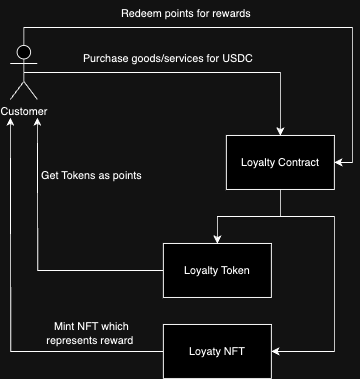 Redeem points for rewards
Purchase goods/services for USDC
Customer
Loyalty Contract
Get Tokens as points
Loyalty Token
Mint NFT which
represents reward
Loyaty NFT